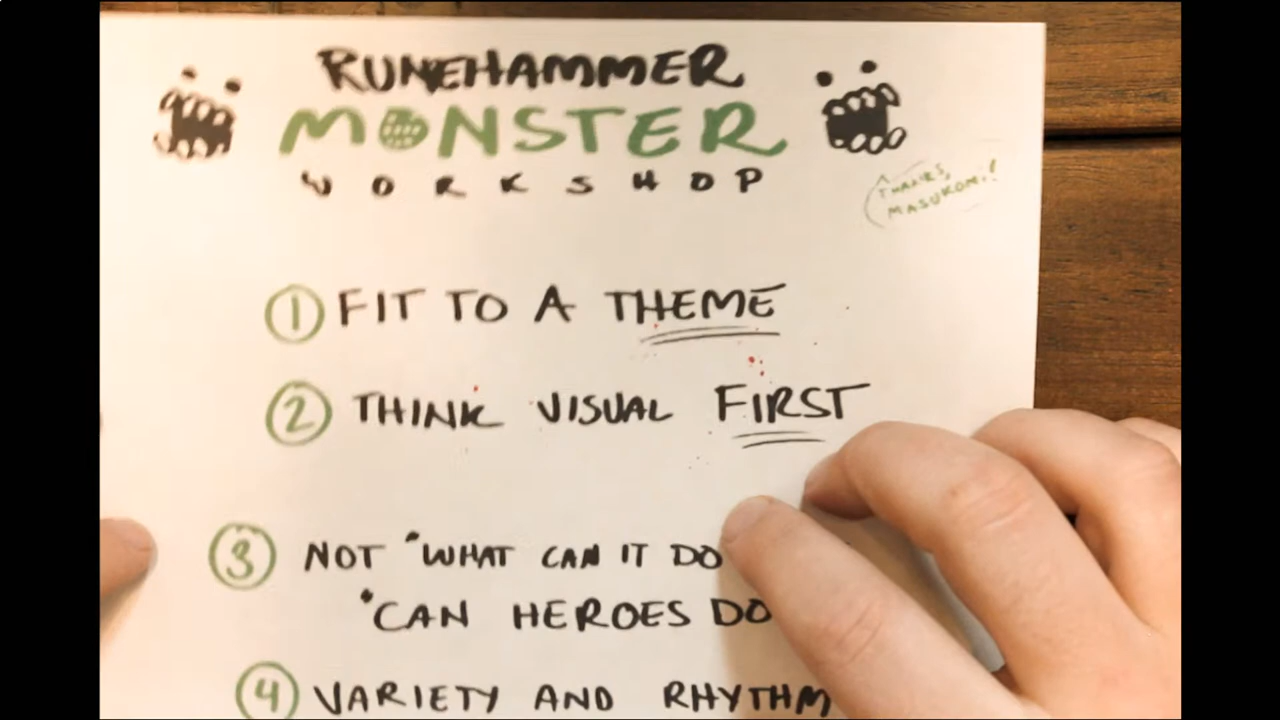 RUNEHAMMER
MONSTER
WORKSHOP
THANKS,
MASUKOMI!
1 FIT TO A THEME
2 THINK VISUAL FIRST
3 NOT "WHAT CAN IT DO
"CAN HEROES DO
4 VARIETY AND RHYTHM